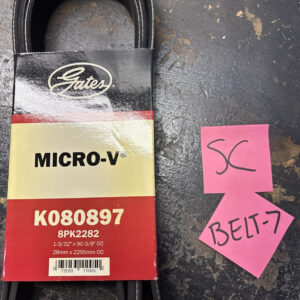 Gates
MICRO-V®
K080897
8PK2282
1-3/32" x 90-3/8" OC
28mm x 2295mm OC
SC
BELT-7